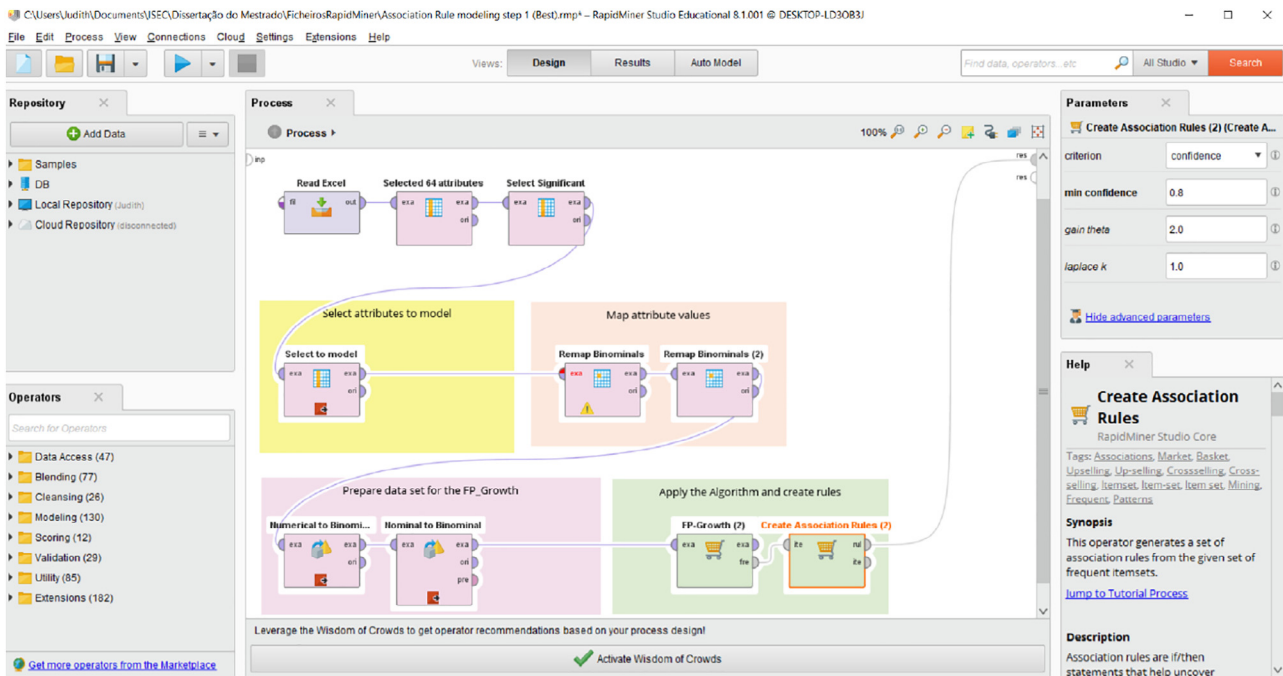 C:\Users\Judith\Documents\ISEC\Dissertação do Mestrado\FicheirosRapidMiner\Association Rule modeling step 1 (Best).rmp* – RapidMiner Studio Educational 8.1.001 @ DESKTOP-LD3OB3J
File Edit Process View Connections Cloud Settings Extensions Help
Views: Design Results Auto Model
Find data, operators...etc All Studio Search
Repository
Add Data
Samples
DB
Local Repository (Judith)
Cloud Repository (disconnected)
Operators
Search for Operators
Data Access (47)
Blending (77)
Cleansing (26)
Modeling (130)
Scoring (12)
Validation (29)
Utility (85)
Extensions (182)
Get more operators from the Marketplace
Process
Process
100%
inp
res
res
Read Excel Selected 64 attributes Select Significant
fil out exa exa exa exa
ori ori
Select attributes to model Map attribute values
Select to model Remap Binominals Remap Binominals (2)
exa exa exa exa exa exa
ori ori ori
Prepare data set for the FP_Growth Apply the Algorithm and create rules
Numerical to Binomi... Nominal to Binominal FP-Growth (2) Create Association Rules (2)
exa exa exa exa exa exa ite rul
ori ori fre ite
pre
Leverage the Wisdom of Crowds to get operator recommendations based on your process design!
Activate Wisdom of Crowds
Parameters
Create Association Rules (2) (Create A...
criterion confidence
min confidence 0.8
gain theta 2.0
laplace k 1.0
Hide advanced parameters
Help
Create Association
Rules
RapidMiner Studio Core
Tags: Associations, Market, Basket,
Upselling, Up-selling, Crossselling, Cross-
selling, Itemset, Item-set, Item set, Mining,
Frequent, Patterns
Synopsis
This operator generates a set of
association rules from the given set of
frequent itemsets.
Jump to Tutorial Process
Description
Association rules are if/then
statements that help uncover